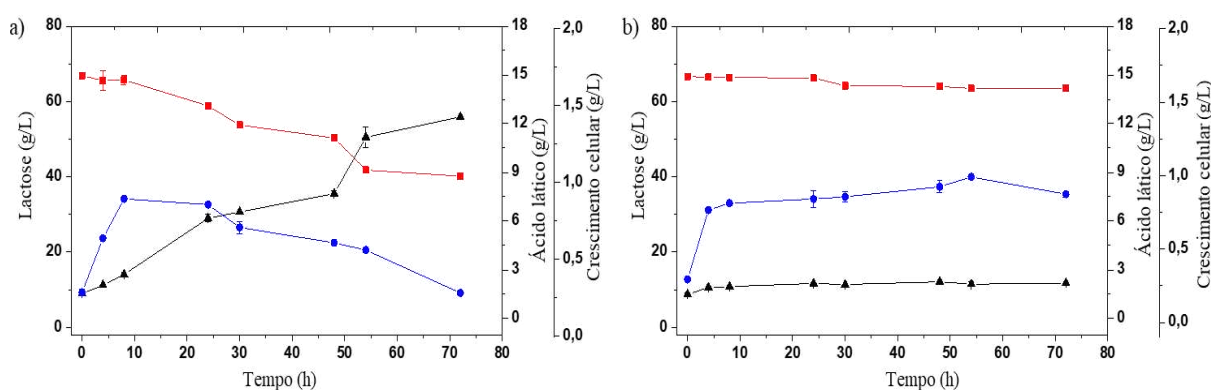 a)
Lactose (g/L)
80
60
40
20
0
0 10 20 30 40 50 60 70 80
Tempo (h)
18
15
12
9
6
3
0
Ácido lático (g/L)
2,0
1,5
1,0
0,5
0,0
Crescimento celular (g/L)
b)
Lactose (g/L)
80
60
40
20
0
0 10 20 30 40 50 60 70 80
Tempo (h)
18
15
12
9
6
3
0
Ácido lático (g/L)
2,0
1,5
1,0
0,5
0,0
Crescimento celular (g/L)